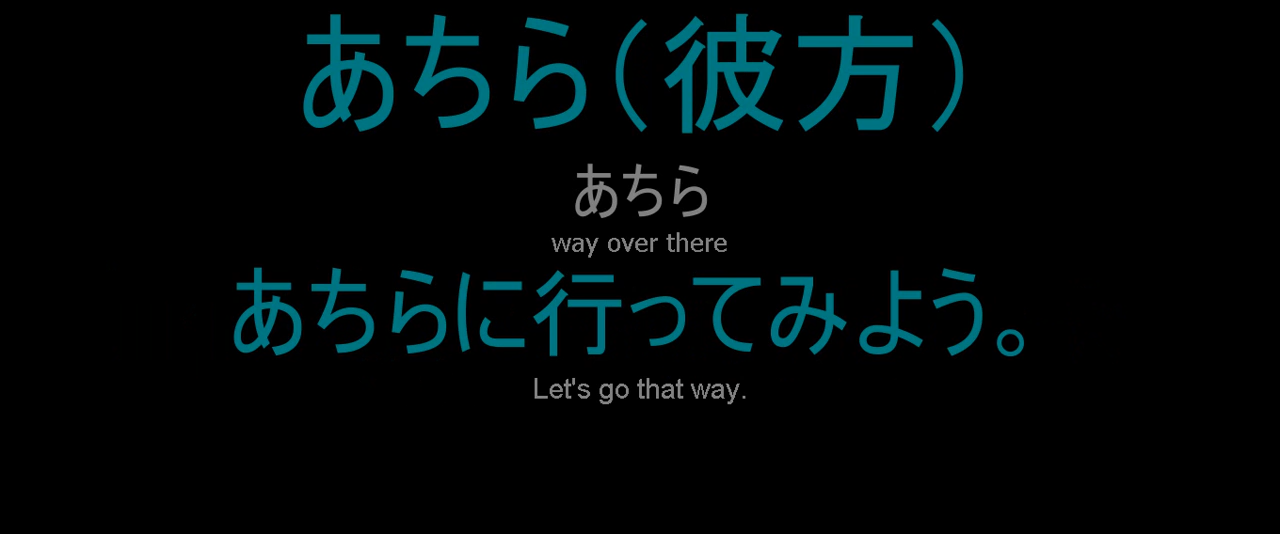 あちら（彼方）
あちら
way over there
あちらに行ってみよう。
Let's go that way.